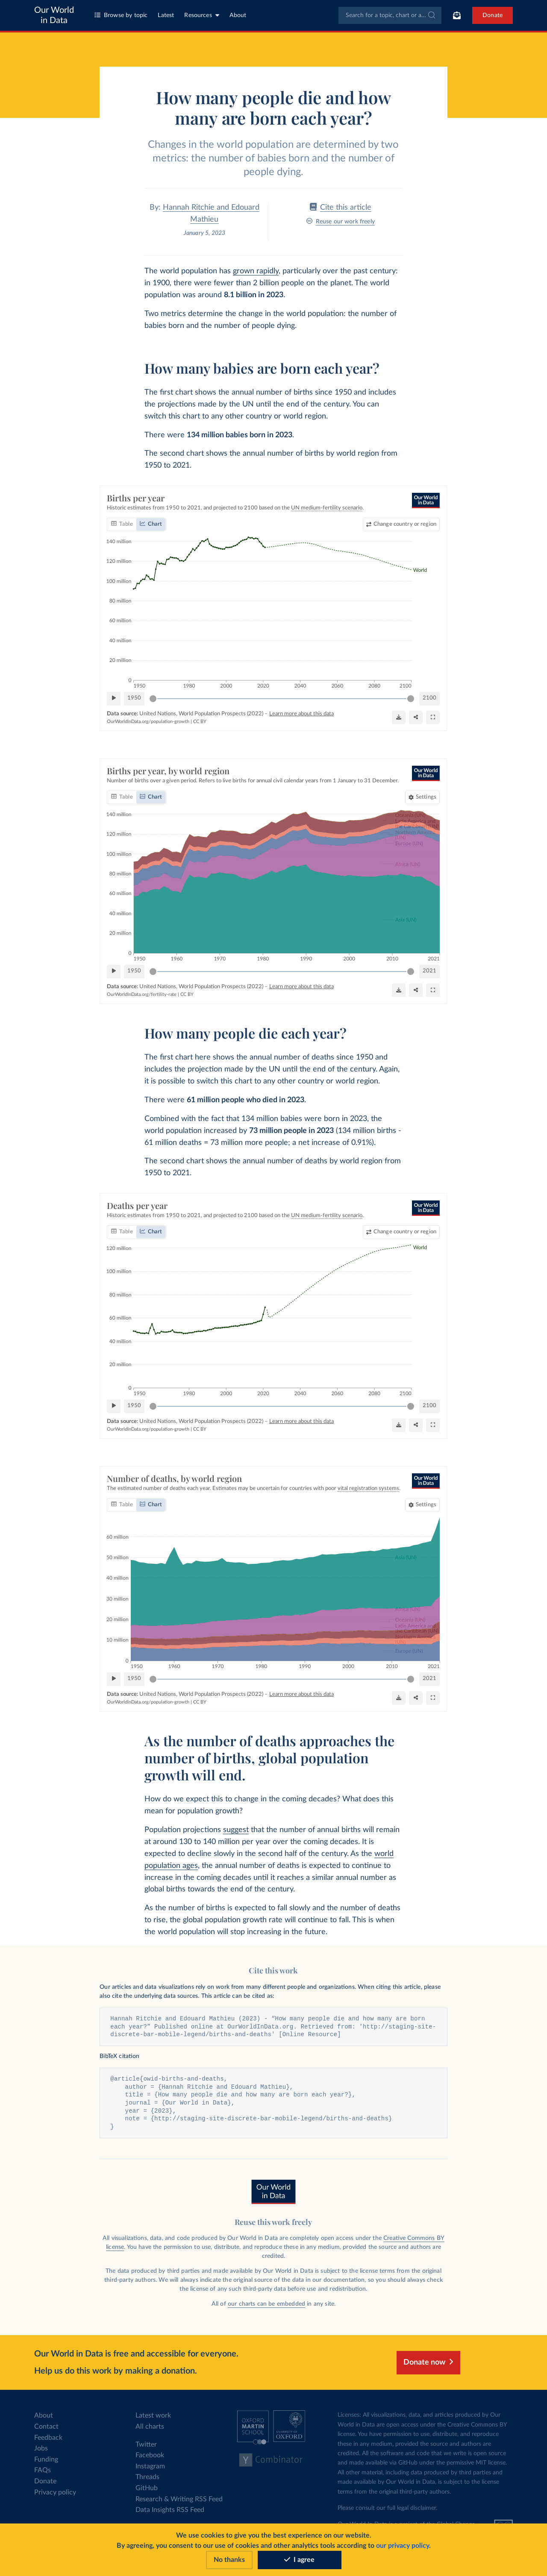 Our World
in Data
Browse by topic
Latest
Resources
About
Search for a topic, chart or a...
Donate
How many people die and how
many are born each year?
Changes in the world population are determined by two
metrics: the number of babies born and the number of
people dying.
By: Hannah Ritchie and Edouard
Mathieu
January 5, 2023
Cite this article
Reuse our work freely
The world population has grown rapidly, particularly over the past century:
in 1900, there were fewer than 2 billion people on the planet. The world
population was around 8.1 billion in 2023.
Two metrics determine the change in the world population: the number of
babies born and the number of people dying.
How many babies are born each year?
The first chart shows the annual number of births since 1950 and includes
the projections made by the UN until the end of the century. You can
switch this chart to any other country or world region.
There were 134 million babies born in 2023.
The second chart shows the annual number of births by world region from
1950 to 2021.
Births per year
Historic estimates from 1950 to 2021, and projected to 2100 based on the UN medium-fertility scenario.
Our World
in Data
Table
Chart
Change country or region
140 million
120 million
100 million
80 million
60 million
40 million
20 million
0
World
1950 1980 2000 2020 2040 2060 2080 2100
1950
2100
Data source: United Nations, World Population Prospects (2022) – Learn more about this data
OurWorldInData.org/population-growth | CC BY
Births per year, by world region
Number of births over a given period. Refers to live births for annual civil calendar years from 1 January to 31 December.
Our World
in Data
Table
Chart
Settings
140 million
120 million
100 million
80 million
60 million
40 million
20 million
0
Europe (UN)
Africa (UN)
Asia (UN)
1950 1960 1970 1980 1990 2000 2010 2021
1950
2021
Data source: United Nations, World Population Prospects (2022) – Learn more about this data
OurWorldInData.org/fertility-rate | CC BY
How many people die each year?
The first chart here shows the annual number of deaths since 1950 and
includes the projection made by the UN until the end of the century. Again,
it is possible to switch this chart to any other country or world region.
There were 61 million people who died in 2023.
Combined with the fact that 134 million babies were born in 2023, the
world population increased by 73 million people in 2023 (134 million births -
61 million deaths = 73 million more people; a net increase of 0.91%).
The second chart shows the annual number of deaths by world region from
1950 to 2021.
Deaths per year
Historic estimates from 1950 to 2021, and projected to 2100 based on the UN medium-fertility scenario.
Our World
in Data
Table
Chart
Change country or region
120 million
100 million
80 million
60 million
40 million
20 million
0
World
1950 1980 2000 2020 2040 2060 2080 2100
1950
2100
Data source: United Nations, World Population Prospects (2022) – Learn more about this data
OurWorldInData.org/population-growth | CC BY
Number of deaths, by world region
The estimated number of deaths each year. Estimates may be uncertain for countries with poor vital registration systems.
Our World
in Data
Table
Chart
Settings
60 million
50 million
40 million
30 million
20 million
10 million
0
Asia (UN)
Europe (UN)
1950 1960 1970 1980 1990 2000 2010 2021
1950
2021
Data source: United Nations, World Population Prospects (2022) – Learn more about this data
OurWorldInData.org/population-growth | CC BY
As the number of deaths approaches the
number of births, global population
growth will end.
How do we expect this to change in the coming decades? What does this
mean for population growth?
Population projections suggest that the number of annual births will remain
at around 130 to 140 million per year over the coming decades. It is
expected to decline slowly in the second half of the century. As the world
population ages, the annual number of deaths is expected to continue to
increase in the coming decades until it reaches a similar annual number as
global births towards the end of the century.
As the number of births is expected to fall slowly and the number of deaths
to rise, the global population growth rate will continue to fall. This is when
the world population will stop increasing in the future.
Cite this work
Our articles and data visualizations rely on work from many different people and organizations. When citing this article, please
also cite the underlying data sources. This article can be cited as:
Hannah Ritchie and Edouard Mathieu (2023) - "How many people die and how many are born
each year?" Published online at OurWorldInData.org. Retrieved from: 'http://staging-site-
discrete-bar-mobile-legend/births-and-deaths' [Online Resource]
BibTeX citation
@article{owid-births-and-deaths,
author = {Hannah Ritchie and Edouard Mathieu},
title = {How many people die and how many are born each year?},
journal = {Our World in Data},
year = {2023},
note = {http://staging-site-discrete-bar-mobile-legend/births-and-deaths}
}
Our World
in Data
Reuse this work freely
All visualizations, data, and code produced by Our World in Data are completely open access under the Creative Commons BY
license. You have the permission to use, distribute, and reproduce these in any medium, provided the source and authors are
credited.
The data produced by third parties and made available by Our World in Data is subject to the license terms from the original
third-party authors. We will always indicate the original source of the data in our documentation, so you should always check
the license of any such third-party data before use and redistribution.
All of our charts can be embedded in any site.
Our World in Data is free and accessible for everyone.
Help us do this work by making a donation.
Donate now
About
Contact
Feedback
Jobs
Funding
FAQs
Donate
Privacy policy
Latest work
All charts
Twitter
Facebook
Instagram
Threads
GitHub
Research & Writing RSS Feed
Data Insights RSS Feed
OXFORD
MARTIN
SCHOOL
UNIVERSITY OF
OXFORD
Y Combinator
Licenses: All visualizations, data, and articles produced by Our
World in Data are open access under the Creative Commons BY
license. You have permission to use, distribute, and reproduce
these in any medium, provided the source and authors are
credited. All the software and code that we write is open source
and made available via GitHub under the permissive MIT license.
All other material, including data produced by third parties and
made available by Our World in Data, is subject to the license
terms from the original third-party authors.
Please consult our full legal disclaimer.
We use cookies to give you the best experience on our website.
By agreeing, you consent to our use of cookies and other analytics tools according to our privacy policy.
No thanks
I agree